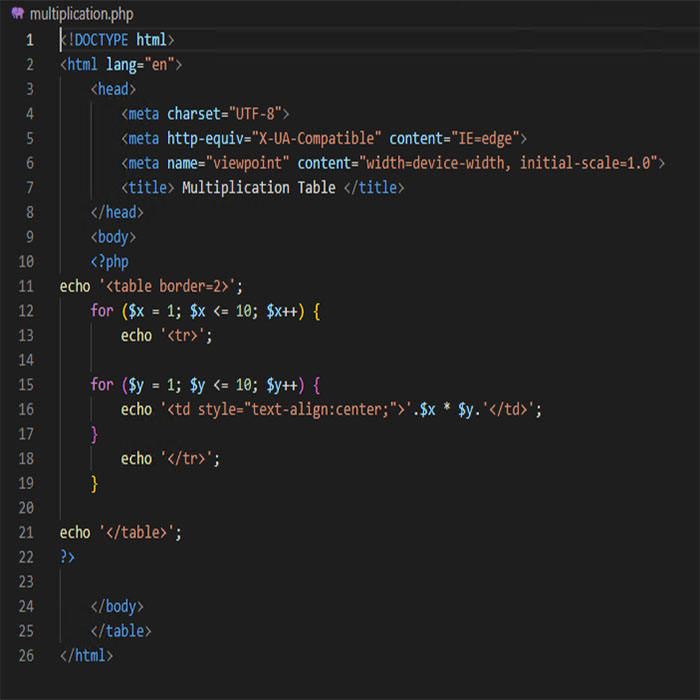 multiplication.php
1 <!DOCTYPE html>
2 <html lang="en">
3 <head>
4 <meta charset="UTF-8">
5 <meta http-equiv="X-UA-Compatible" content="IE=edge">
6 <meta name="viewpoint" content="width=device-width, initial-scale=1.0">
7 <title> Multiplication Table </title>
8 </head>
9 <body>
10 <?php
11 echo '<table border=2>';
12 for ($x = 1; $x <= 10; $x++) {
13 echo '<tr>';
14
15 for ($y = 1; $y <= 10; $y++) {
16 echo '<td style="text-align:center;">'.$x * $y.'</td>';
17 }
18 echo '</tr>';
19 }
20
21 echo '</table>';
22 ?>
23
24 </body>
25 </table>
26 </html>